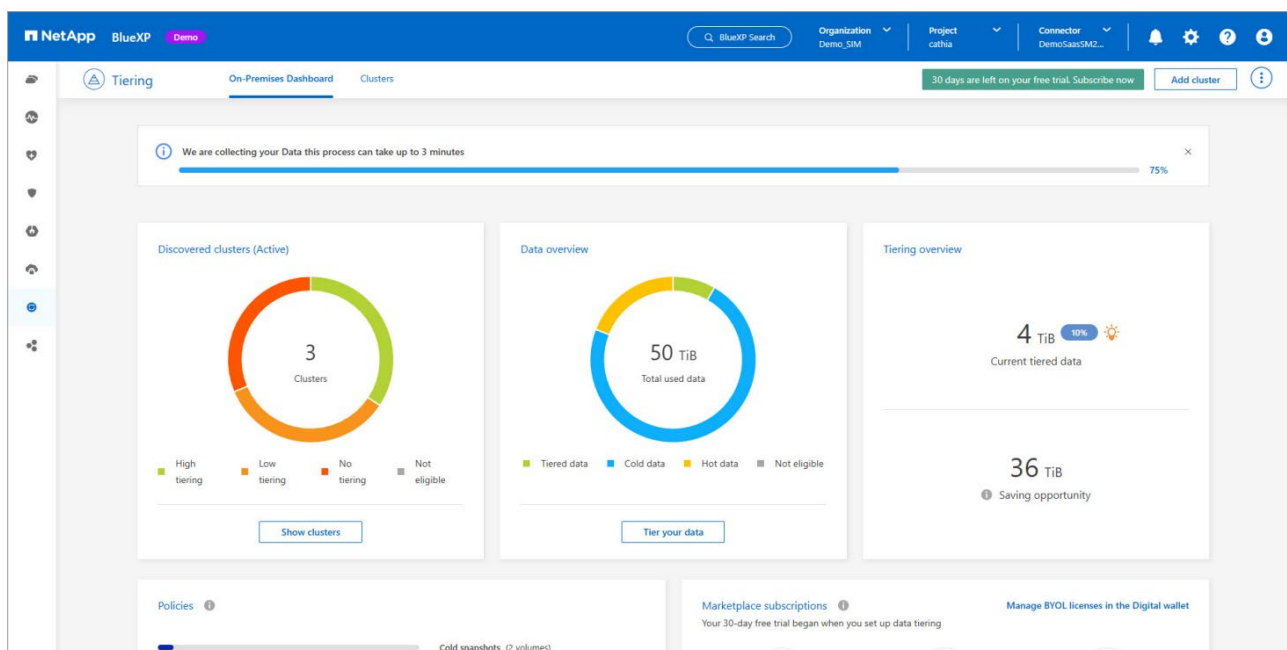 NetApp BlueXP Demo
BlueXP Search
Organization
Demo_SIM
Project
cathia
Connector
DemoSaasSM2...
Tiering
On-Premises Dashboard
Clusters
30 days are left on your free trial. Subscribe now
Add cluster
We are collecting your Data this process can take up to 3 minutes
75%
Discovered clusters (Active)
3
Clusters
High tiering
Low tiering
No tiering
Not eligible
Show clusters
Data overview
50 TiB
Total used data
Tiered data
Cold data
Hot data
Not eligible
Tier your data
Tiering overview
4 TiB 10%
Current tiered data
36 TiB
Saving opportunity
Policies
Cold snapshots (2 volumes)
Marketplace subscriptions
Manage BYOL licenses in the Digital wallet
Your 30-day free trial began when you set up data tiering